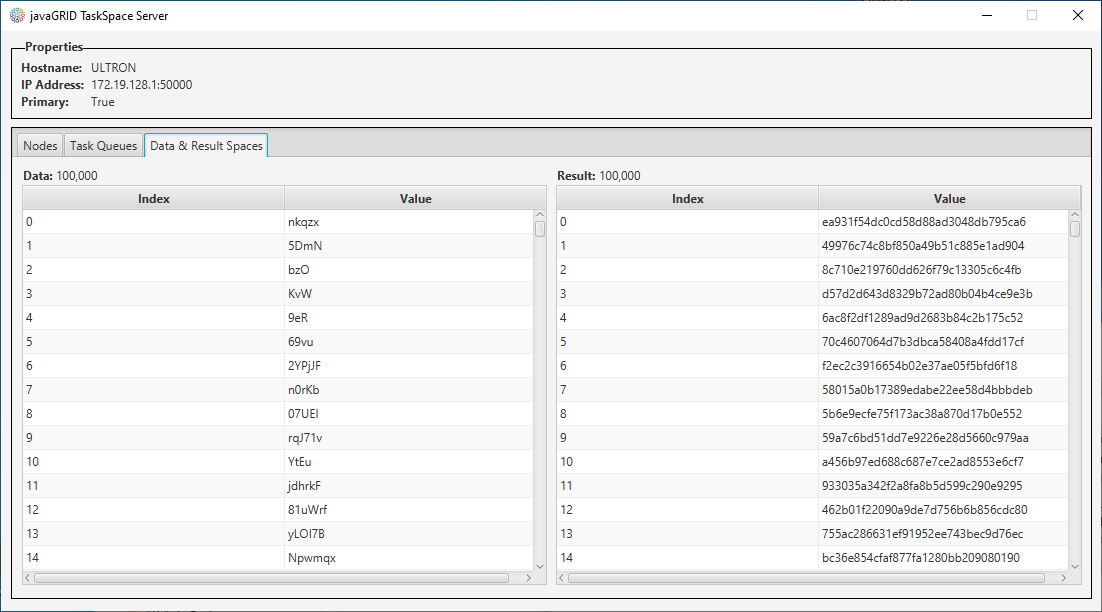 javaGRID TaskSpace Server
Properties
Hostname: ULTRON
IP Address: 172.19.128.1:50000
Primary: True
Nodes Task Queues Data & Result Spaces
Data: 100,000 Result: 100,000
Index Value Index Value
0 nkqzx 0 ea931f54dc0cd58d88ad3048db795ca6
1 5DmN 1 49976c74c8bf850a49b51c885e1ad904
2 bzO 2 8c710e219760dd626f79c13305c6c4fb
3 KvW 3 d57d2d643d8329b72ad80b04b4ce9e3b
4 9eR 4 6ac8f2df1289ad9d2683b84c2b175c52
5 69vu 5 70c4607064d7b3dbca58408a4fdd17cf
6 2YPjJF 6 f2ec2c3916654b02e37ae05f5bfd6f18
7 n0rKb 7 58015a0b17389edabe22ee58d4bbbdeb
8 07UEI 8 5b6e9ecfe75f173ac38a870d17b0e552
9 rqJ71v 9 59a7c6bd51dd7e9226e28d5660c979aa
10 YtEu 10 a456b97ed688c687e7ce2ad8553e6cf7
11 jdhrkF 11 933035a342f2a8fa8b5d599c290e9295
12 81uWrf 12 462b01f22090a9de7d756b6b856cdc80
13 yLOI7B 13 755ac286631ef91952ee743bec9d76ec
14 Npwmqx 14 bc36e854cfaf877fa1280bb209080190